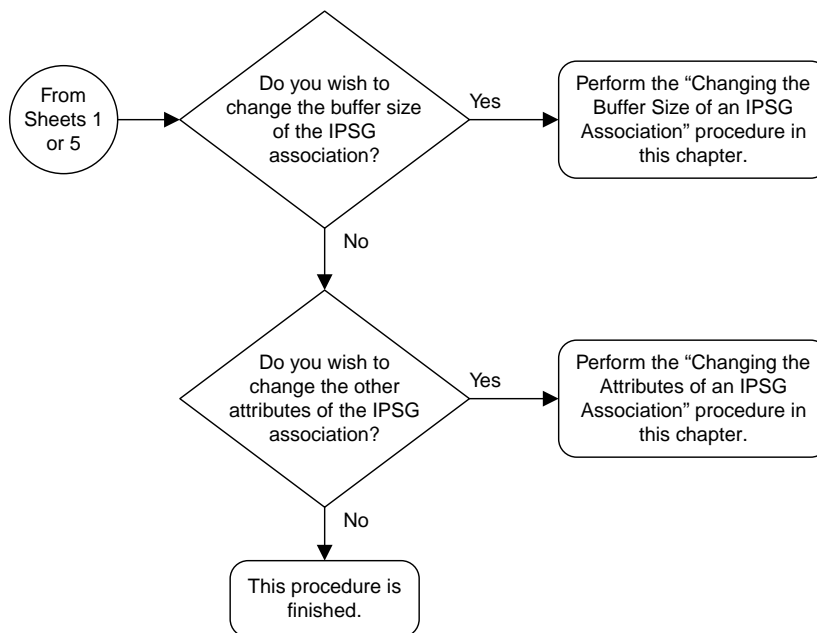 From
Sheets 1
or 5
Do you wish to
change the buffer size
of the IPSG
association?
Yes
Perform the “Changing the
Buffer Size of an IPSG
Association” procedure in
this chapter.
No
Do you wish to
change the other
attributes of the IPSG
association?
Yes
Perform the “Changing the
Attributes of an IPSG
Association” procedure in
this chapter.
No
This procedure is
finished.